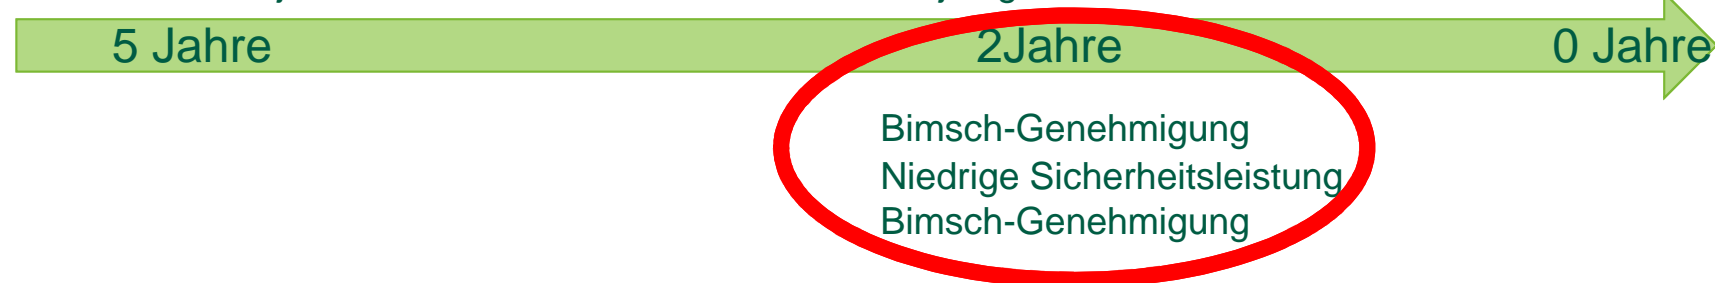 5 Jahre 2Jahre 0 Jahre
Bimsch-Genehmigung
Niedrige Sicherheitsleistung
Bimsch-Genehmigung